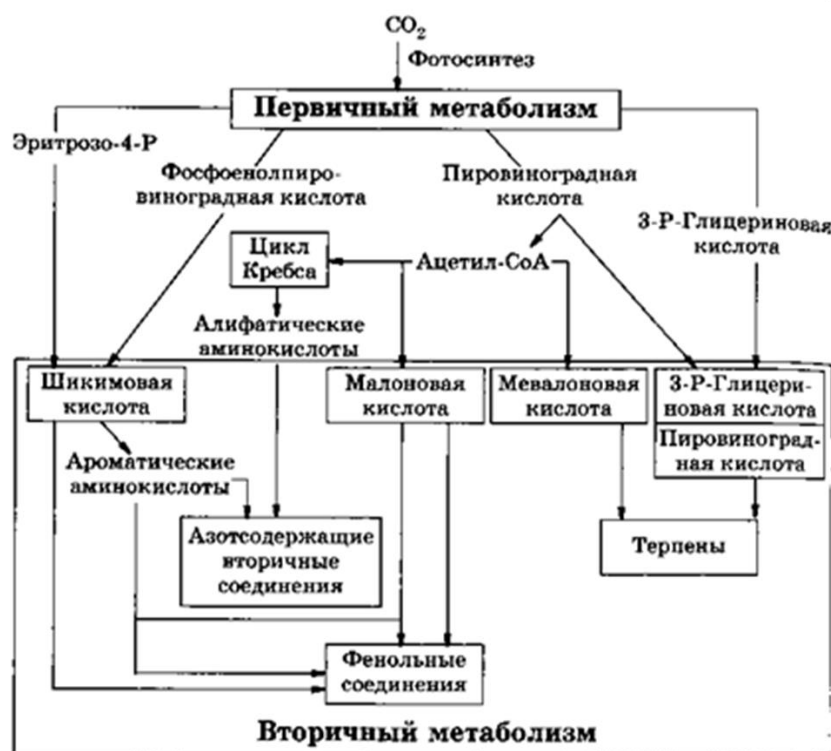 CO₂
Фотосинтез
Первичный метаболизм
Эритрозо-4-Р
Фосфоенолпиро-
виноградная кислота
Пировиноградная
кислота
3-Р-Глицериновая
кислота
Цикл
Кребса
Ацетил-СоА
Алифатические
аминокислоты
Шикимовая
кислота
Малоновая
кислота
Мевалоновая
кислота
3-Р-Глицери-
новая кислота
Пировиноград-
ная кислота
Ароматические
аминокислоты
Азотсодержащие
вторичные
соединения
Терпены
Фенольные
соединения
Вторичный метаболизм